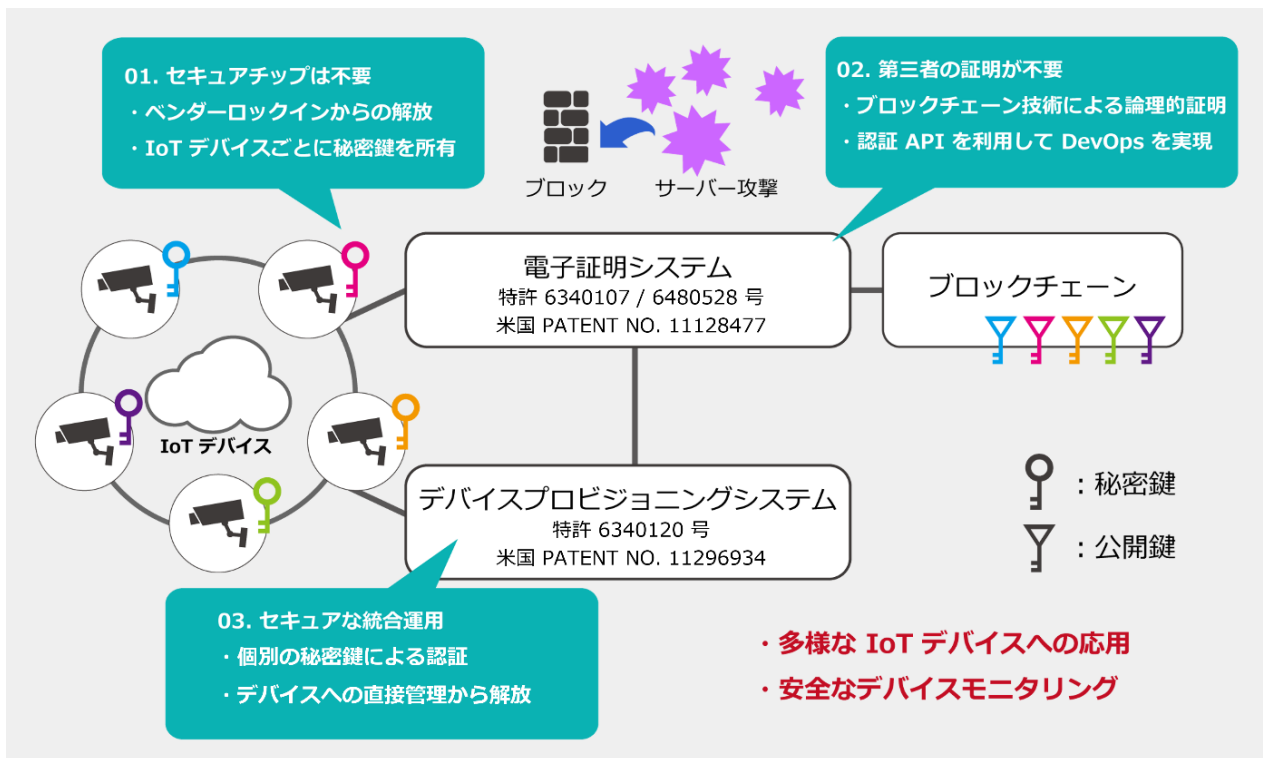 01. セキュアチップは不要
・ベンダーロックインからの解放
・IoT デバイスごとに秘密鍵を所有
ブロック
サーバー攻撃
02. 第三者の証明が不要
・ブロックチェーン技術による論理的証明
・認証 API を利用して DevOps を実現
電子証明システム
特許 6340107 / 6480528 号
米国 PATENT NO. 11128477
ブロックチェーン
IoT デバイス
デバイスプロビジョニングシステム
特許 6340120 号
米国 PATENT NO. 11296934
：秘密鍵
：公開鍵
03. セキュアな統合運用
・個別の秘密鍵による認証
・デバイスへの直接管理から解放
・多様な IoT デバイスへの応用
・安全なデバイスモニタリング